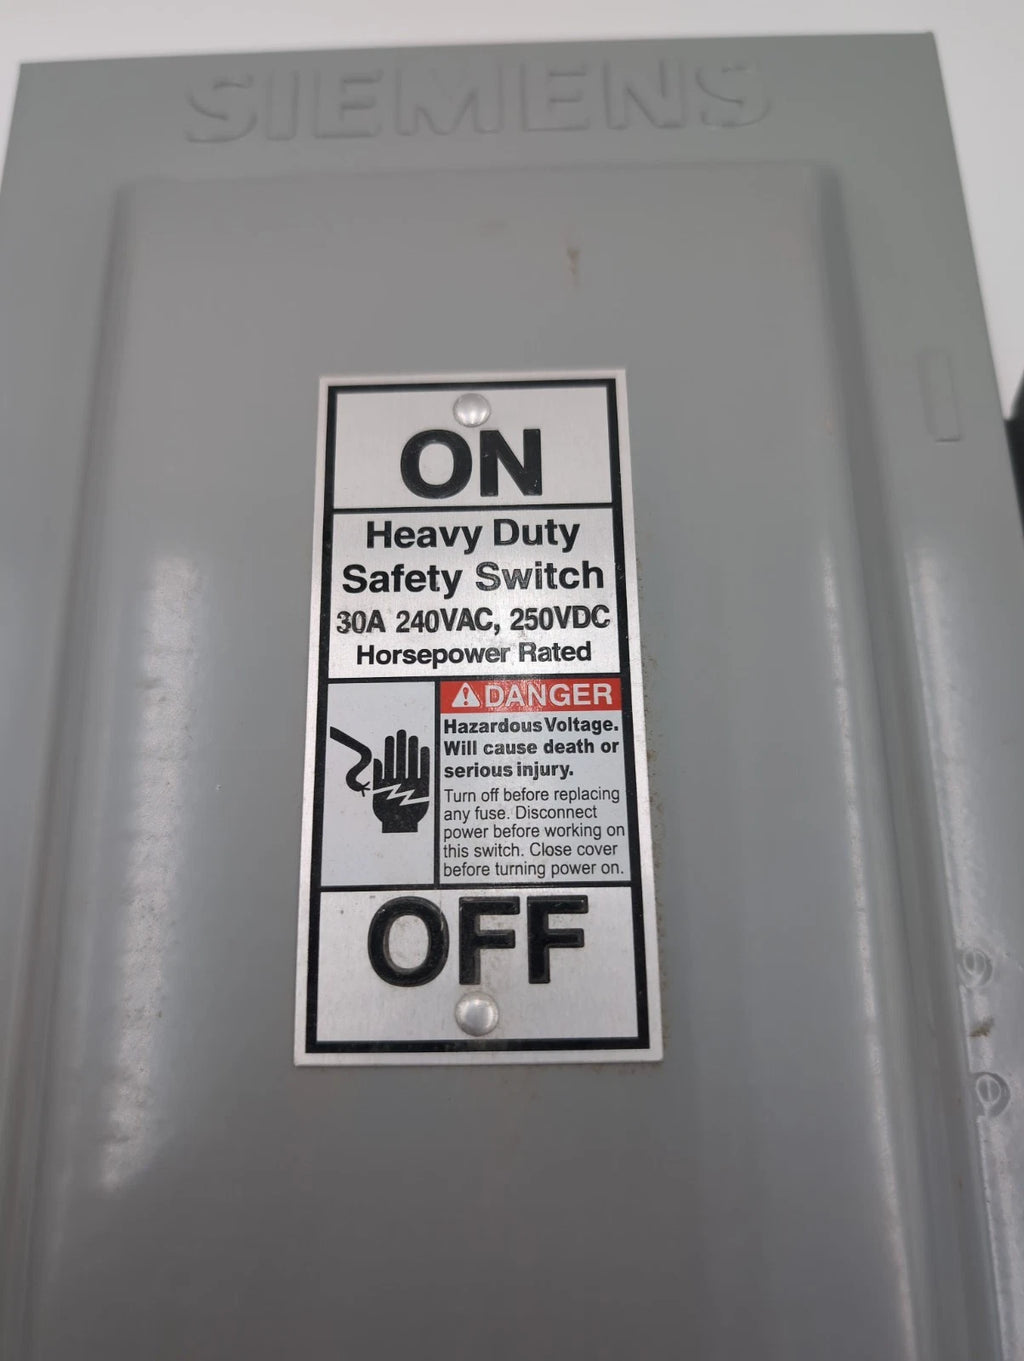 SIEMENS
ON
Heavy Duty
Safety Switch
30A 240VAC, 250VDC
Horsepower Rated
DANGER
Hazardous Voltage.
Will cause death or
serious injury.
Turn off before replacing
any fuse. Disconnect
power before working on
this switch. Close cover
before turning power on.
OFF